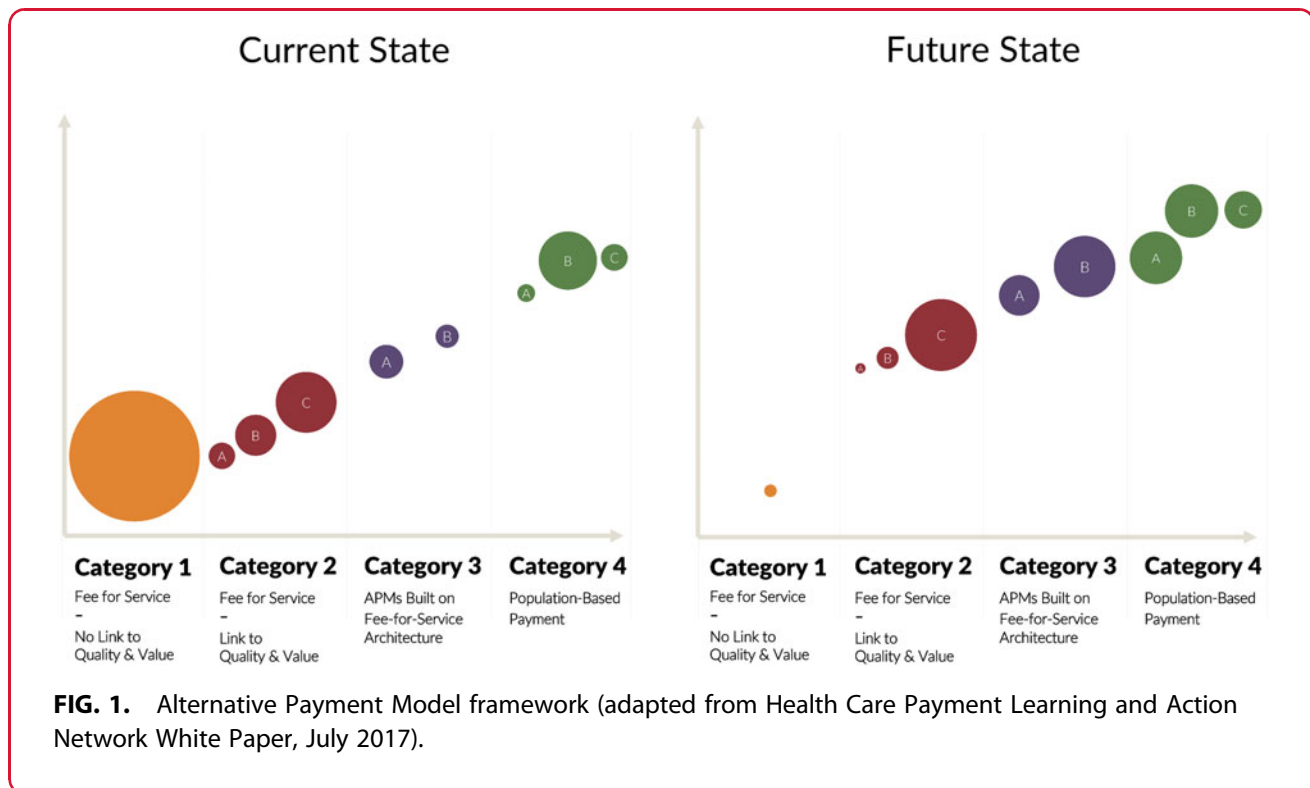 Current State
A
B
C
A
B
A
B
C
Category 1
Fee for Service
–
No Link to
Quality & Value
Category 2
Fee for Service
–
Link to
Quality & Value
Category 3
APMs Built on
Fee-for-Service
Architecture
Category 4
Population-Based
Payment
Future State
A
B
C
A
B
A
B
C
Category 1
Fee for Service
–
No Link to
Quality & Value
Category 2
Fee for Service
–
Link to
Quality & Value
Category 3
APMs Built on
Fee-for-Service
Architecture
Category 4
Population-Based
Payment
FIG. 1. Alternative Payment Model framework (adapted from Health Care Payment Learning and Action
Network White Paper, July 2017).